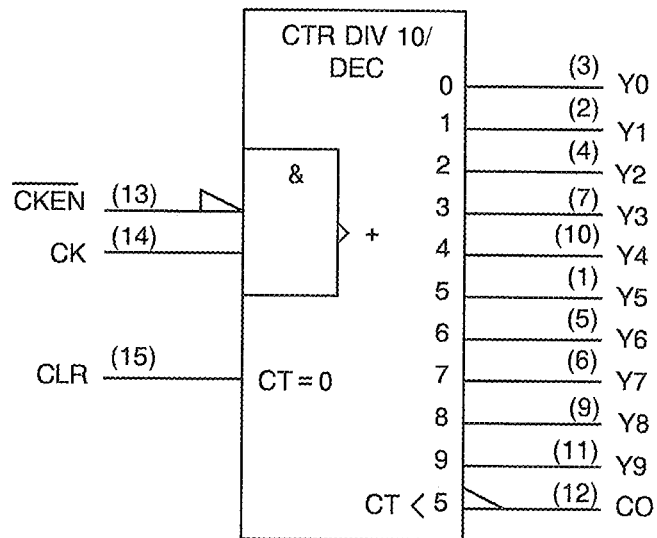 CTR DIV 10/
DEC
0 (3) Y0
1 (2) Y1
& 2 (4) Y2
CKEN (13) 3 (7) Y3
CK (14) + 4 (10) Y4
5 (1) Y5
6 (5) Y6
CLR (15) CT=0 7 (6) Y7
8 (9) Y8
9 (11) Y9
CT < 5 (12) CO